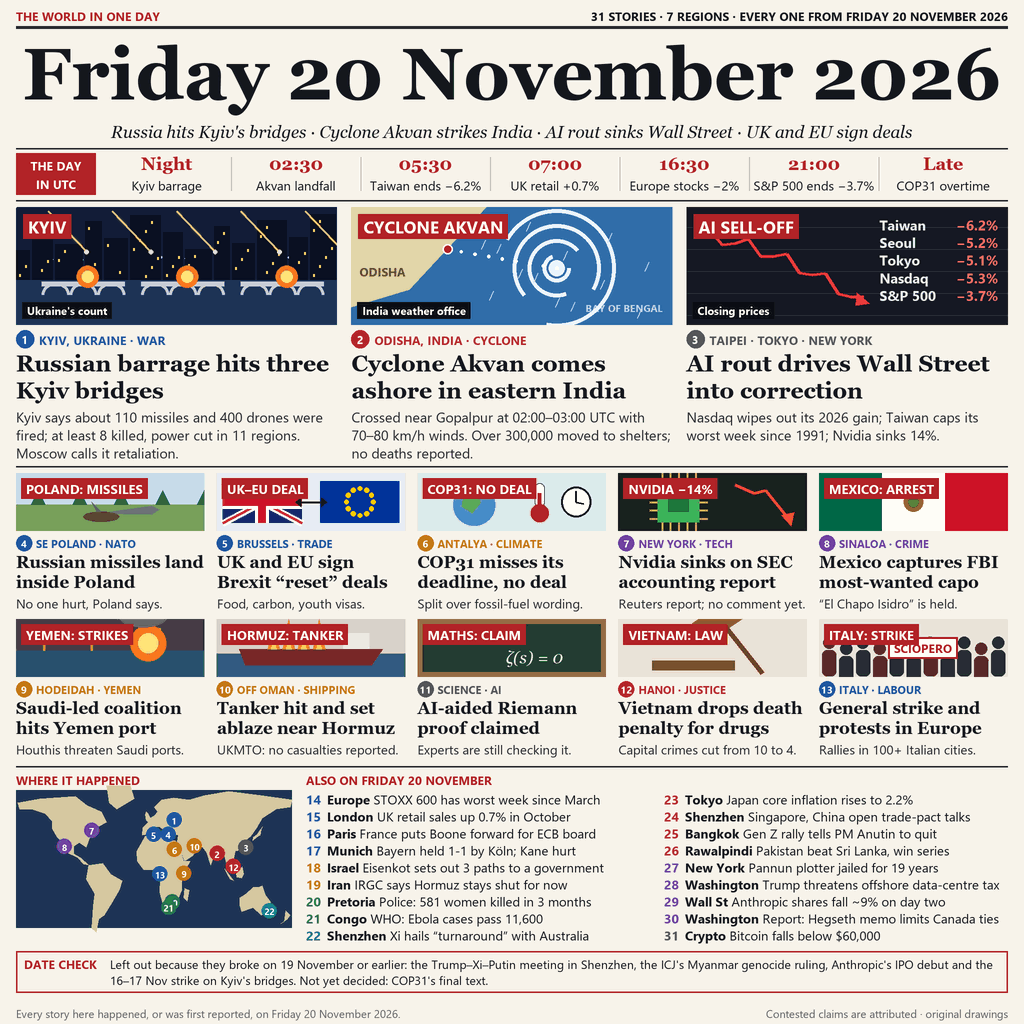 THE WORLD IN ONE DAY
31 STORIES · 7 REGIONS · EVERY ONE FROM FRIDAY 20 NOVEMBER 2026
Friday 20 November 2026
Russia hits Kyiv's bridges · Cyclone Akvan strikes India · AI rout sinks Wall Street · UK and EU sign deals
THE DAY
IN UTC
Night
Kyiv barrage
02:30
Akvan landfall
05:30
Taiwan ends −6.2%
07:00
UK retail +0.7%
16:30
Europe stocks −2%
21:00
S&P 500 ends −3.7%
Late
COP31 overtime
KYIV
Ukraine's count
1 KYIV, UKRAINE · WAR
Russian barrage hits three
Kyiv bridges
Kyiv says about 110 missiles and 400 drones were
fired; at least 8 killed, power cut in 11 regions.
Moscow calls it retaliation.
CYCLONE AKVAN
ODISHA
India weather office
BAY OF BENGAL
2 ODISHA, INDIA · CYCLONE
Cyclone Akvan comes
ashore in eastern India
Crossed near Gopalpur at 02:00–03:00 UTC with
70–80 km/h winds. Over 300,000 moved to shelters;
no deaths reported.
AI SELL-OFF
Taiwan −6.2%
Seoul −5.2%
Tokyo −5.1%
Nasdaq −5.3%
S&P 500 −3.7%
Closing prices
3 TAIPEI · TOKYO · NEW YORK
AI rout drives Wall Street
into correction
Nasdaq wipes out its 2026 gain; Taiwan caps its
worst week since 1991; Nvidia sinks 14%.
POLAND: MISSILES
4 SE POLAND · NATO
Russian missiles land
inside Poland
No one hurt, Poland says.
UK–EU DEAL
5 BRUSSELS · TRADE
UK and EU sign
Brexit “reset” deals
Food, carbon, youth visas.
COP31: NO DEAL
6 ANTALYA · CLIMATE
COP31 misses its
deadline, no deal
Split over fossil-fuel wording.
NVIDIA −14%
7 NEW YORK · TECH
Nvidia sinks on SEC
accounting report
Reuters report; no comment yet.
MEXICO: ARREST
8 SINALOA · CRIME
Mexico captures FBI
most-wanted capo
“El Chapo Isidro” is held.
YEMEN: STRIKES
9 HODEIDAH · YEMEN
Saudi-led coalition
hits Yemen port
Houthis threaten Saudi ports.
HORMUZ: TANKER
10 OFF OMAN · SHIPPING
Tanker hit and set
ablaze near Hormuz
UKMTO: no casualties reported.
MATHS: CLAIM
ζ(s) = 0
11 SCIENCE · AI
AI-aided Riemann
proof claimed
Experts are still checking it.
VIETNAM: LAW
12 HANOI · JUSTICE
Vietnam drops death
penalty for drugs
Capital crimes cut from 10 to 4.
ITALY: STRIKE
SCIOPERO
13 ITALY · LABOUR
General strike and
protests in Europe
Rallies in 100+ Italian cities.
WHERE IT HAPPENED
1
5 4
7
8
6
10
2
3
12
13
9
21
22
ALSO ON FRIDAY 20 NOVEMBER
14 Europe STOXX 600 has worst week since March
15 London UK retail sales up 0.7% in October
16 Paris France puts Boone forward for ECB board
17 Munich Bayern held 1-1 by Köln; Kane hurt
18 Israel Eisenkot sets out 3 paths to a government
19 Iran IRGC says Hormuz stays shut for now
20 Pretoria Police: 581 women killed in 3 months
21 Congo WHO: Ebola cases pass 11,600
22 Shenzhen Xi hails “turnaround” with Australia
23 Tokyo Japan core inflation rises to 2.2%
24 Shenzhen Singapore, China open trade-pact talks
25 Bangkok Gen Z rally tells PM Anutin to quit
26 Rawalpindi Pakistan beat Sri Lanka, win series
27 New York Pannun plotter jailed for 19 years
28 Washington Trump threatens offshore data-centre tax
29 Wall St Anthropic shares fall ~9% on day two
30 Washington Report: Hegseth memo limits Canada ties
31 Crypto Bitcoin falls below $60,000
DATE CHECK
Left out because they broke on 19 November or earlier: the Trump–Xi–Putin meeting in Shenzhen, the ICJ's Myanmar genocide ruling, Anthropic's IPO debut and the
16–17 Nov strike on Kyiv's bridges. Not yet decided: COP31's final text.
Every story here happened, or was first reported, on Friday 20 November 2026.
Contested claims are attributed · original drawings